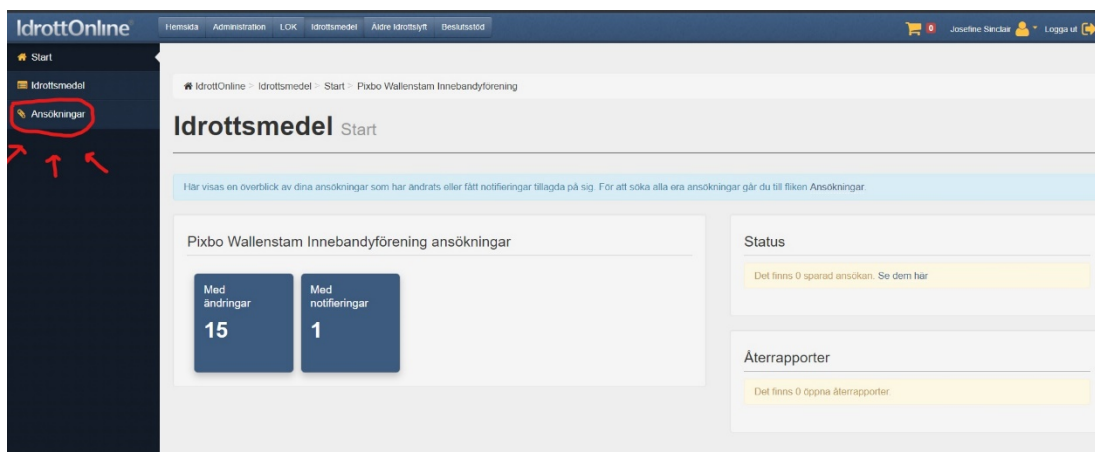 IdrottOnline
Hemsida Administration LOK Idrottsmedel Äldre Idrottslyft Beslutsstöd
0 Josefine Sinclair Logga ut
Start
Idrottsmedel
Ansökningar
IdrottOnline > Idrottsmedel > Start > Pixbo Wallenstam Innebandyförening
Idrottsmedel Start
Här visas en överblick av dina ansökningar som har ändrats eller fått notifieringar tillagda på sig. För att söka alla era ansökningar går du till fliken Ansökningar.
Pixbo Wallenstam Innebandyförening ansökningar
Med
ändringar
15
Med
notifieringar
1
Status
Det finns 0 sparad ansökan. Se dem här
Återrapporter
Det finns 0 öppna återrapporter.